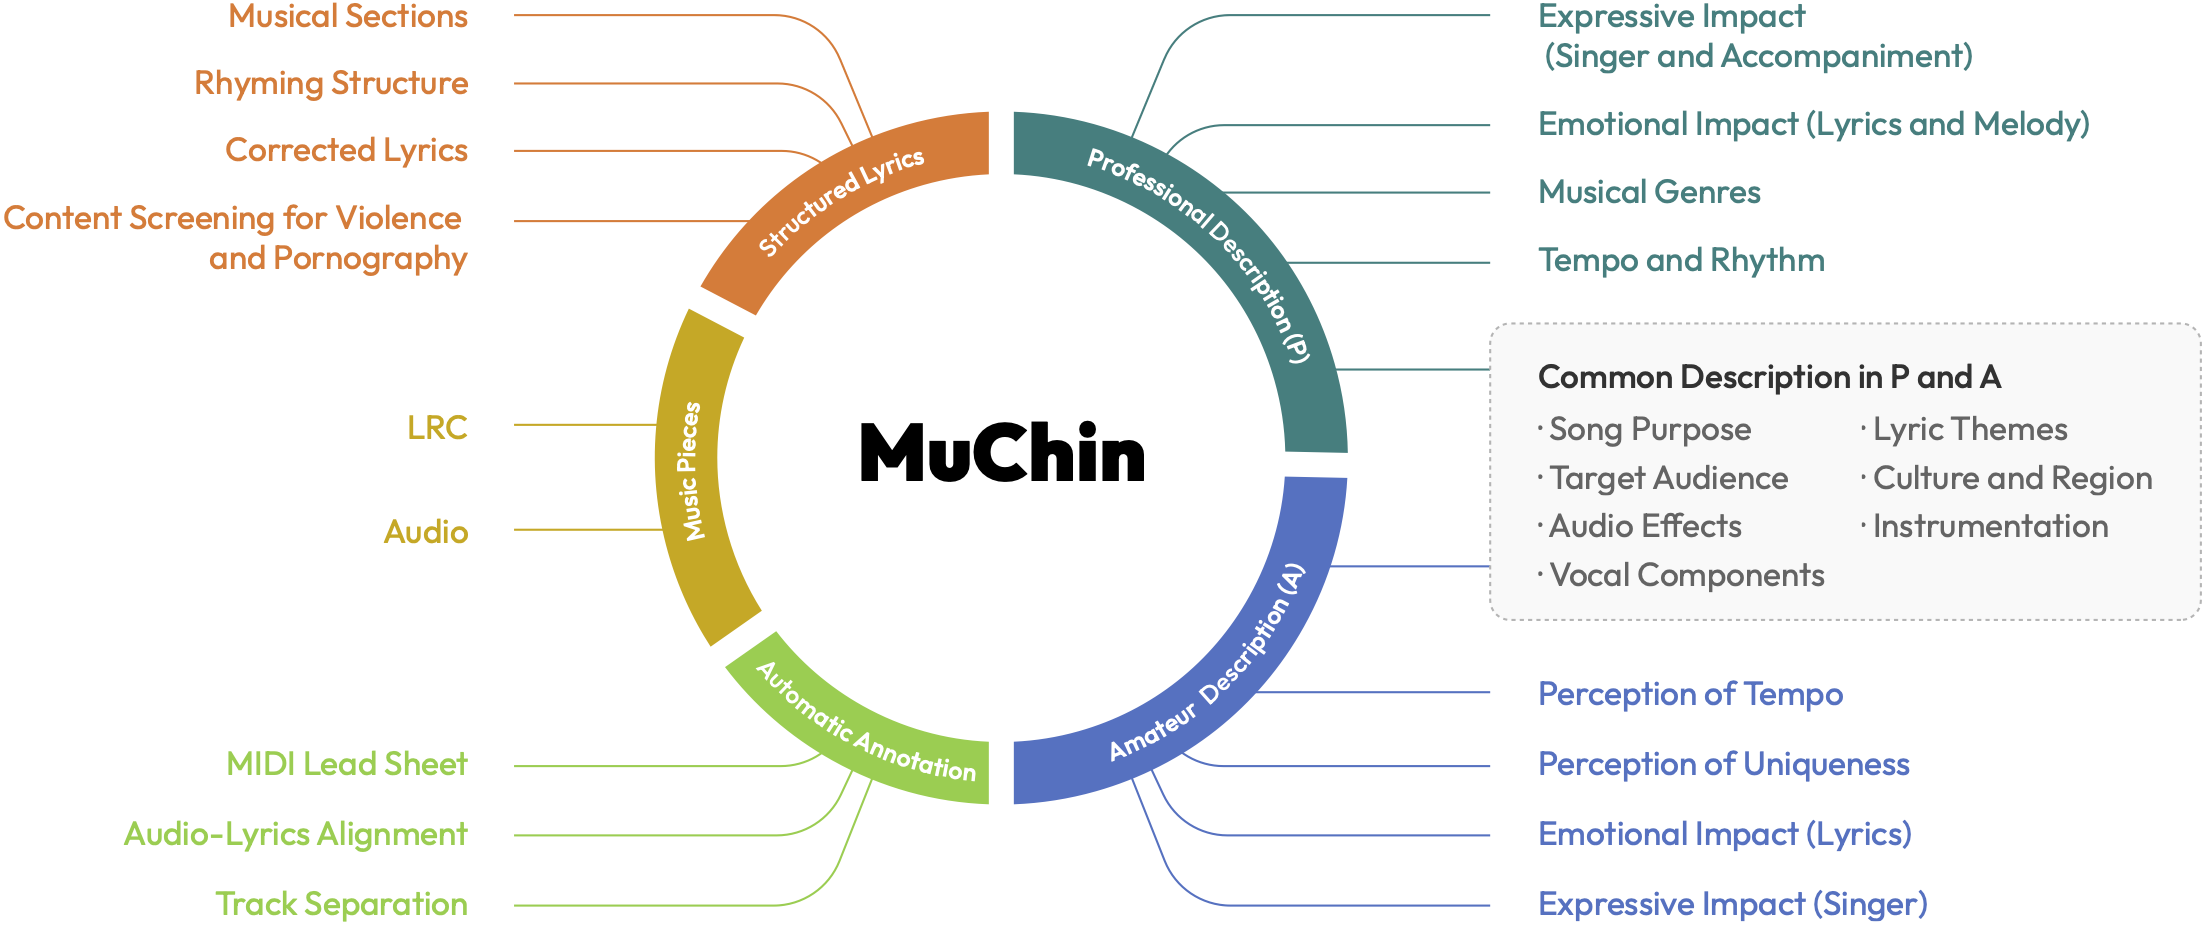 Musical Sections
Rhyming Structure
Corrected Lyrics
Content Screening for Violence
and Pornography
LRC
Audio
MIDI Lead Sheet
Audio-Lyrics Alignment
Track Separation
Structured Lyrics
Music Pieces
Automatic Annotation
MuChin
Professional Description (P)
Amateur Description (A)
Expressive Impact
(Singer and Accompaniment)
Emotional Impact (Lyrics and Melody)
Musical Genres
Tempo and Rhythm
Common Description in P and A
· Song Purpose
· Lyric Themes
· Target Audience
· Culture and Region
· Audio Effects
· Instrumentation
· Vocal Components
Perception of Tempo
Perception of Uniqueness
Emotional Impact (Lyrics)
Expressive Impact (Singer)